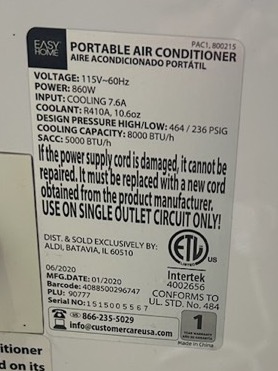 PAC1, 800215
EASY HOME
PORTABLE AIR CONDITIONER
AIRE ACONDICIONADO PORTÁTIL
VOLTAGE: 115V~60Hz
POWER: 860W
INPUT: COOLING 7.6A
COOLANT: R410A, 10.6oz
DESIGN PRESSURE HIGH/LOW: 464 / 236 PSIG
COOLING CAPACITY: 8000 BTU/h
SACC: 5000 BTU/h
If the power supply cord is damaged, it cannot be
repaired. It must be replaced with a new cord
obtained from the product manufacturer.
USE ON SINGLE OUTLET CIRCUIT ONLY!
DIST. & SOLD EXCLUSIVELY BY:
ALDI, BATAVIA, IL 60510
06/2020
MFG.DATE: 01/2020
Barcode: 4088500296747
PLU: 90777
Serial No: 1515005567
ETL US
Intertek
4002656
CONFORMS TO
UL STD. No. 484
US
866-235-5029
info@customercareusa.com
1
YEAR WARRANTY
Made in China
itioner
d on its